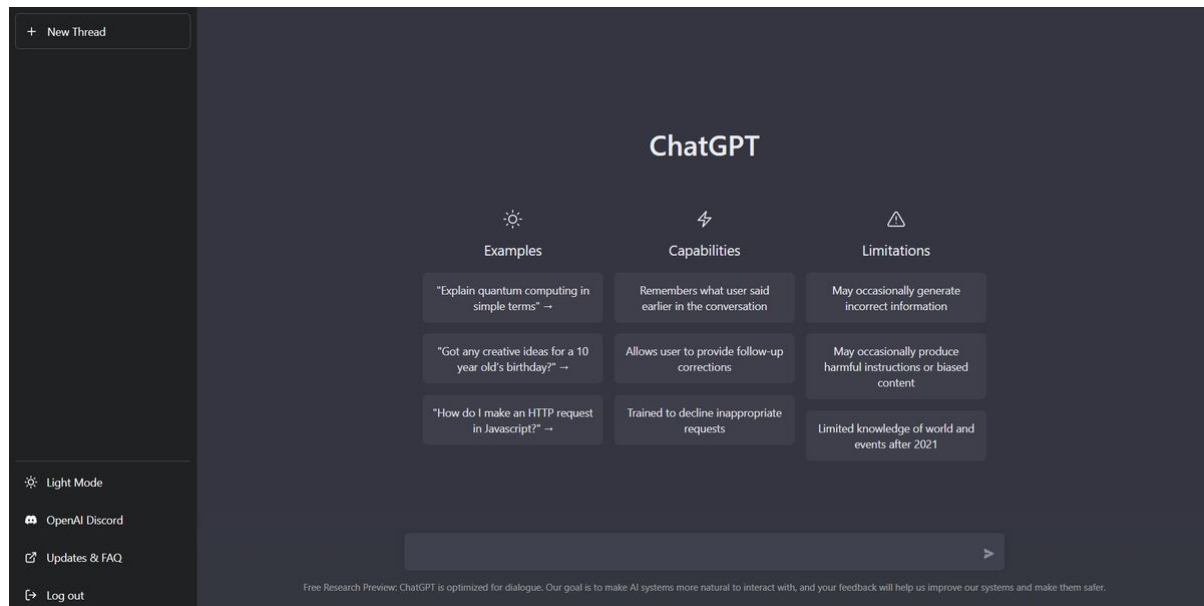 + New Thread
Light Mode
OpenAI Discord
Updates & FAQ
Log out
ChatGPT
Examples
"Explain quantum computing in
simple terms" →
"Got any creative ideas for a 10
year old's birthday?" →
"How do I make an HTTP request
in Javascript?" →
Capabilities
Remembers what user said
earlier in the conversation
Allows user to provide follow-up
corrections
Trained to decline inappropriate
requests
Limitations
May occasionally generate
incorrect information
May occasionally produce
harmful instructions or biased
content
Limited knowledge of world and
events after 2021
Free Research Preview: ChatGPT is optimized for dialogue. Our goal is to make AI systems more natural to interact with, and your feedback will help us improve our systems and make them safer.